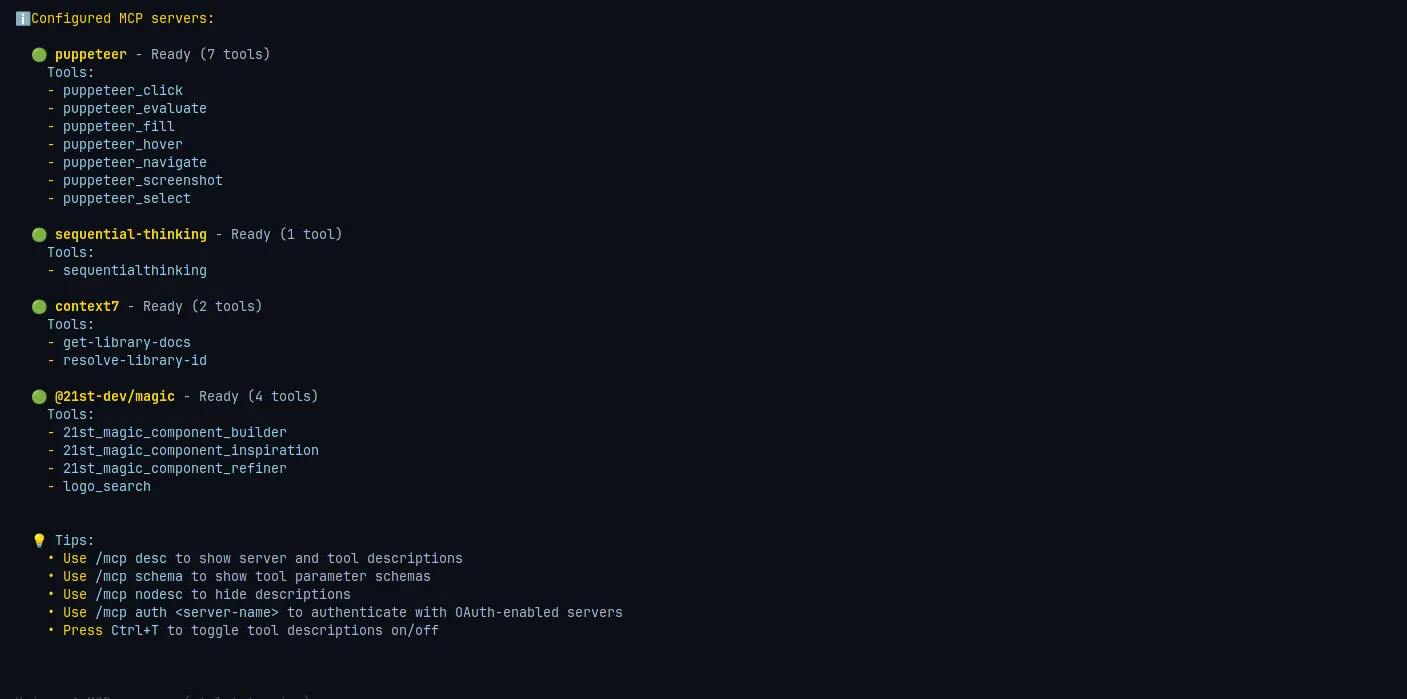 ℹ️Configured MCP servers:
🟢 puppeteer - Ready (7 tools)
Tools:
- puppeteer_click
- puppeteer_evaluate
- puppeteer_fill
- puppeteer_hover
- puppeteer_navigate
- puppeteer_screenshot
- puppeteer_select
🟢 sequential-thinking - Ready (1 tool)
Tools:
- sequentialthinking
🟢 context7 - Ready (2 tools)
Tools:
- get-library-docs
- resolve-library-id
🟢 @21st-dev/magic - Ready (4 tools)
Tools:
- 21st_magic_component_builder
- 21st_magic_component_inspiration
- 21st_magic_component_refiner
- logo_search
💡 Tips:
• Use /mcp desc to show server and tool descriptions
• Use /mcp schema to show tool parameter schemas
• Use /mcp nodesc to hide descriptions
• Use /mcp auth <server-name> to authenticate with OAuth-enabled servers
• Press Ctrl+T to toggle tool descriptions on/off